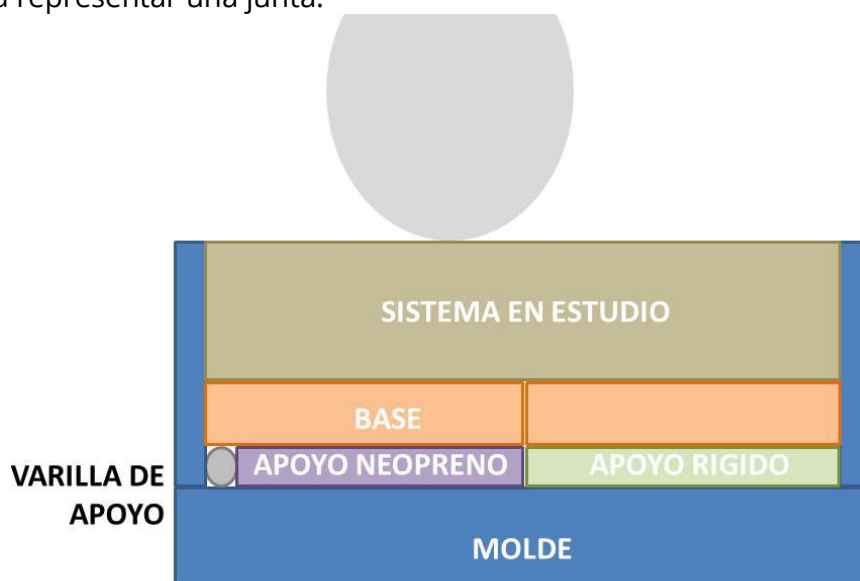 representar una junta.
SISTEMA EN ESTUDIO
BASE
APOYO NEOPRENO
APOYO RIGIDO
VARILLA DE
APOYO
MOLDE